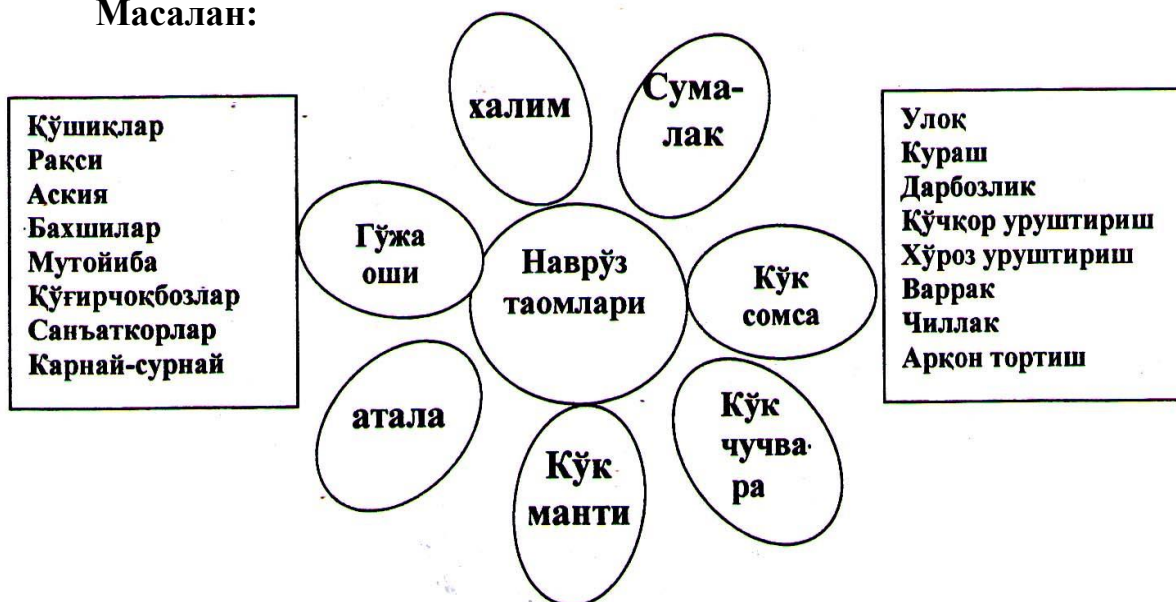 Масалан:
Қўшиқлар
Рақси
Аския
Бахшилар
Мутойиба
Қўғирчоқбозлар
Санъаткорлар
Карнай-сурнай
халим
Сума-
лак
Гўжа
оши
Наврўз
таомлари
Кўк
сомса
атала
Кўк
манти
Кўк
чучва-
ра
Улоқ
Кураш
Дарбозлик
Қўчқор уруштириш
Хўроз уруштириш
Варрак
Чиллак
Арқон тортиш